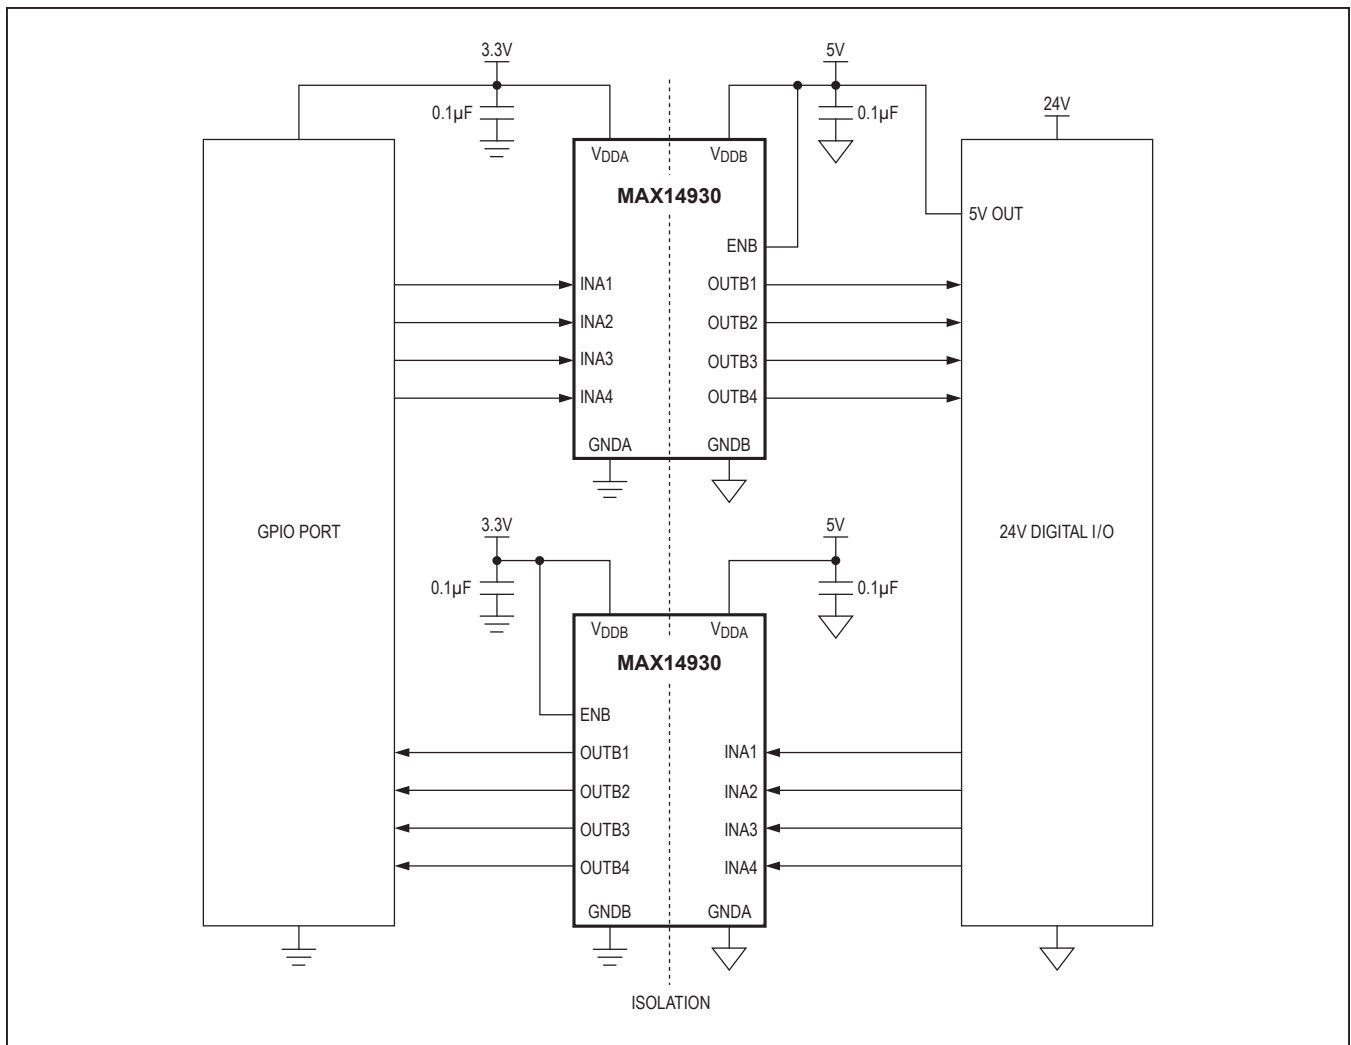 3.3V
5V
24V
0.1µF
0.1µF
VDDA
VDDB
MAX14930
5V OUT
ENB
INA1
OUTB1
INA2
OUTB2
INA3
OUTB3
INA4
OUTB4
GNDA
GNDB
GPIO PORT
3.3V
5V
24V DIGITAL I/O
0.1µF
0.1µF
VDDB
VDDA
MAX14930
ENB
OUTB1
INA1
OUTB2
INA2
OUTB3
INA3
OUTB4
INA4
GNDB
GNDA
ISOLATION